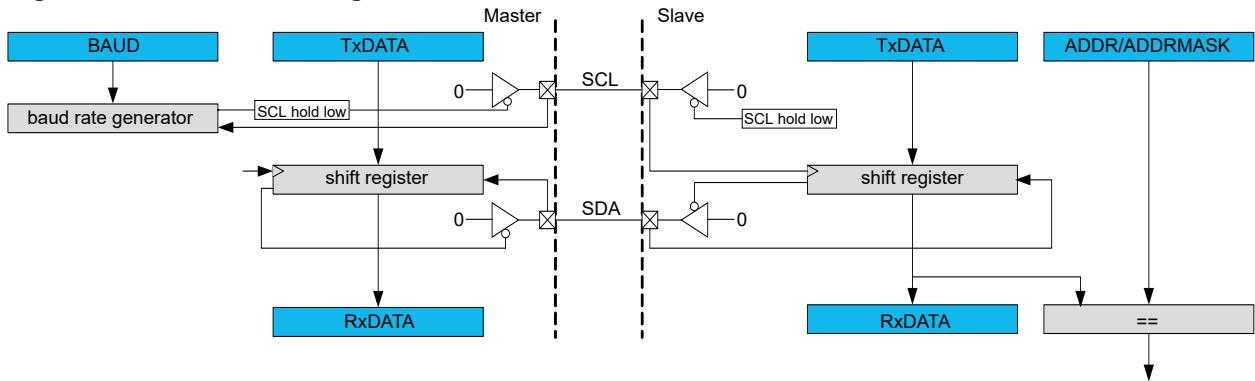 Master
Slave
BAUD
TxDATA
TxDATA
ADDR/ADDRMASK
SCL
0
0
baud rate generator
SCL hold low
SCL hold low
shift register
shift register
SDA
0
0
RxDATA
RxDATA
==